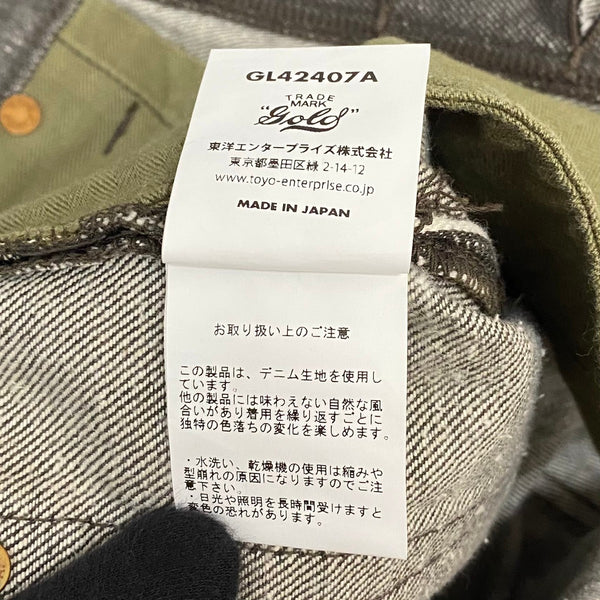 GL42407A
TRADE
MARK
"Gold"
東洋エンタープライズ株式会社
東京都墨田区緑 2-14-12
www.toyo-enterprise.co.jp
MADE IN JAPAN
お取り扱い上のご注意
この製品は、デニム生地を使用し
ています。
他の製品には味わえない自然な風
合いがあり着用を繰り返すごとに
独特の色落ちの変化を楽しめます。
・水洗い、乾燥機の使用は縮みや
型崩れの原因になりますのでご注
意下さい。
・日光や照明を長時間受けますと
変色の恐れがあります。